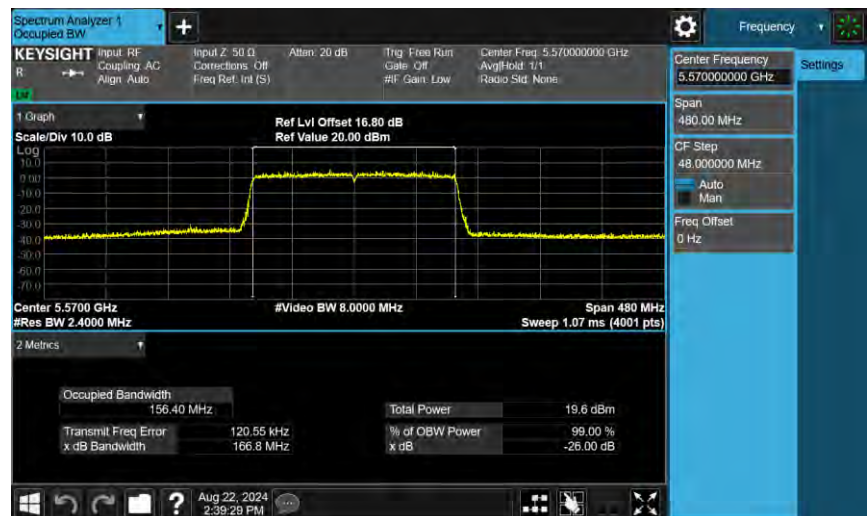 Spectrum Analyzer 1
Occupied BW
Frequency
KEYSIGHT
R
Input: RF
Coupling: AC
Align: Auto
Input Z: 50 Ω
Corrections: Off
Freq Ref: Int (S)
Atten: 20 dB
Trig: Free Run
Gate: Off
#IF Gain: Low
Center Freq: 5.570000000 GHz
Avg|Hold: 1/1
Radio Std: None
Center Frequency
5.570000000 GHz
Settings
Span
480.00 MHz
CF Step
48.000000 MHz
Auto
Man
Freq Offset
0 Hz
1 Graph
Scale/Div 10.0 dB
Ref Lvl Offset 16.80 dB
Ref Value 20.00 dBm
Log
10.0
0.00
-10.0
-20.0
-30.0
-40.0
-50.0
-60.0
-70.0
Center 5.5700 GHz
#Video BW 8.0000 MHz
Span 480 MHz
#Res BW 2.4000 MHz
Sweep 1.07 ms (4001 pts)
2 Metrics
Occupied Bandwidth
156.40 MHz
Total Power 19.6 dBm
Transmit Freq Error 120.55 kHz
% of OBW Power 99.00 %
x dB Bandwidth 166.8 MHz
x dB -26.00 dB
?
Aug 22, 2024
2:39:29 PM